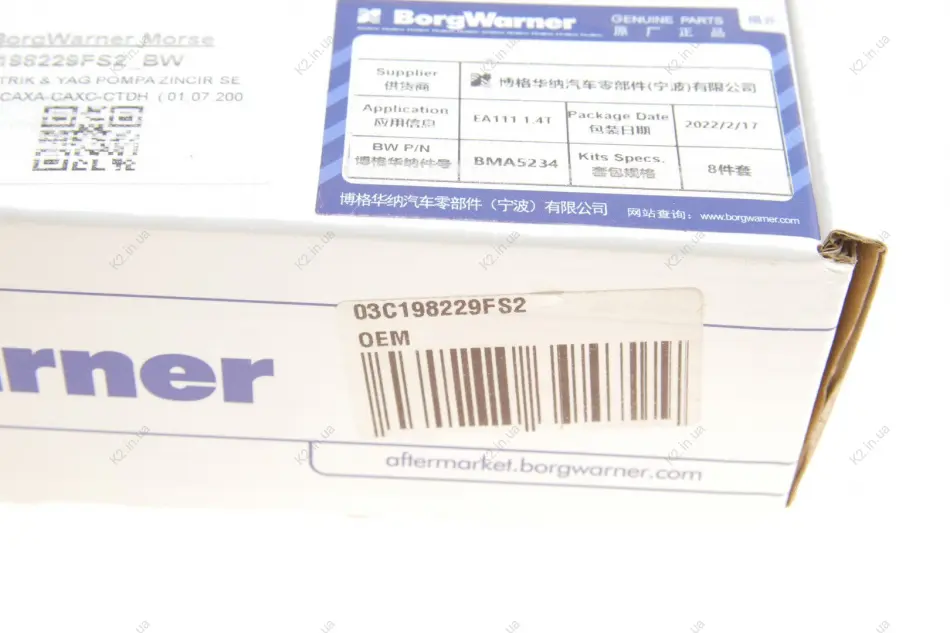 BorgWarner Morse
198229FS2 BW
TRIK & YAG POMPA ZINCIR SE
CAXA-CAXC-CTDH (01 07 200
BorgWarner
GENUINE PARTS
原厂正品
Supplier
供货商
博格华纳汽车零部件(宁波)有限公司
Application
应用信息
EA111 1.4T
Package Date
包装日期
2022/2/17
BW P/N
博格华纳件号
BMA5234
Kits Specs.
套包规格
8件套
博格华纳汽车零部件（宁波）有限公司
网站查询：www.borgwarner.com
03C198229FS2
OEM
arner
aftermarket.borgwarner.com
K2.in.ua